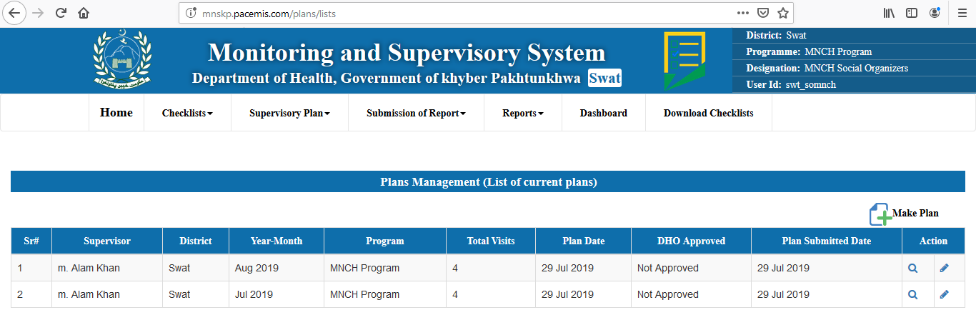 mnskp.pacemis.com/plans/lists
Monitoring and Supervisory System
Department of Health, Government of khyber Pakhtunkhwa Swat
District: Swat
Programme: MNCH Program
Designation: MNCH Social Organizers
User Id: swt_somnch
Home Checklists Supervisory Plan Submission of Report Reports Dashboard Download Checklists
Plans Management (List of current plans)
Make Plan
Sr# Supervisor District Year-Month Program Total Visits Plan Date DHO Approved Plan Submitted Date Action
1 m. Alam Khan Swat Aug 2019 MNCH Program 4 29 Jul 2019 Not Approved 29 Jul 2019
2 m. Alam Khan Swat Jul 2019 MNCH Program 4 29 Jul 2019 Not Approved 29 Jul 2019